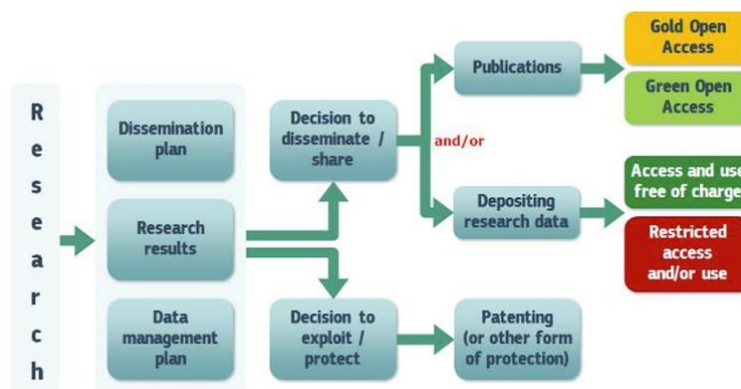 Research
Dissemination
plan
Research
results
Data
management
plan
Decision to
disseminate /
share
Decision to
exploit /
protect
and/or
Publications
Depositing
research data
Patenting
(or other form
of protection)
Gold Open
Access
Green Open
Access
Access and use
free of charge
Restricted
access
and/or use